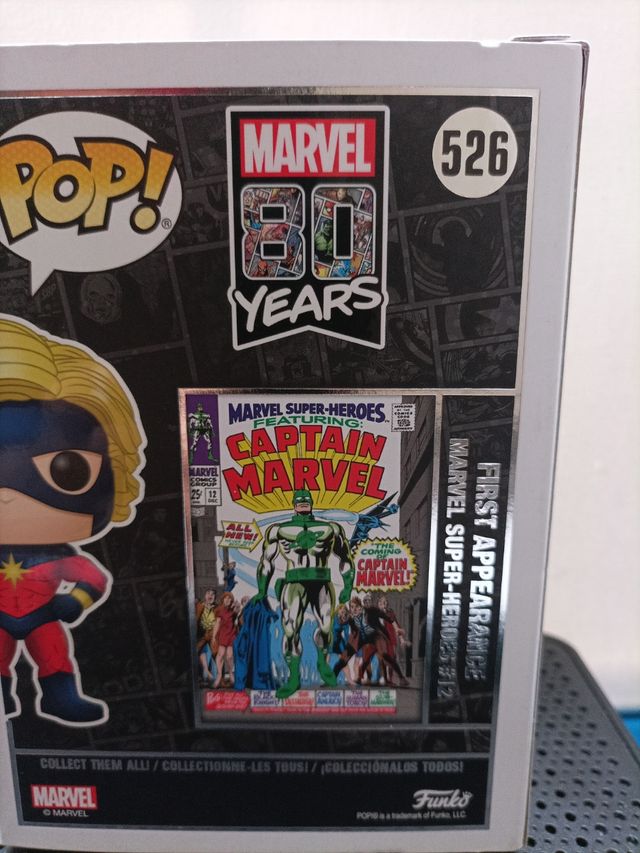 POP!
®
MARVEL
80
YEARS
526
MARVEL SUPER-HEROES
FEATURING:
CAPTAIN
MARVEL
MARVEL
COMICS
GROUP
25¢ 12
DEC
ALL
NEW!
"THE
COMING
OF
CAPTAIN
MARVEL!"
FIRST APPEARANCE
MARVEL SUPER-HEROES #12
COLLECT THEM ALL! / COLLECTIONNE-LES TOUS! / ¡COLECCIÓNALOS TODOS!
MARVEL
© MARVEL
Funko
POP!® is a trademark of Funko, LLC.